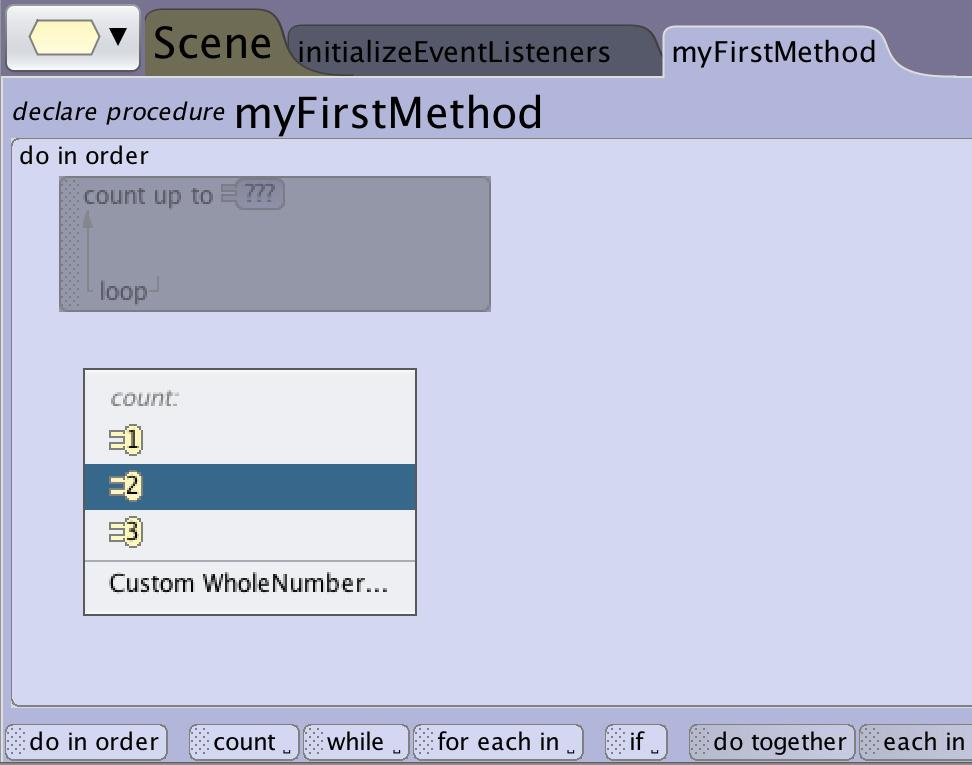 Scene initializeEventListeners myFirstMethod
declare procedure myFirstMethod
do in order
count up to ???
loop
count:
1
2
3
Custom WholeNumber...
do in order count while for each in if do together each in